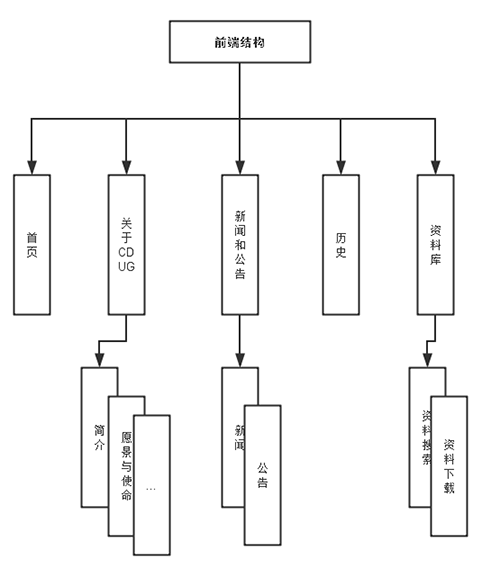 前端结构
首页
关于CDUG
新闻和公告
历史
资料库
简介
愿景与使命
...
新闻
公告
资料搜索
资料下载